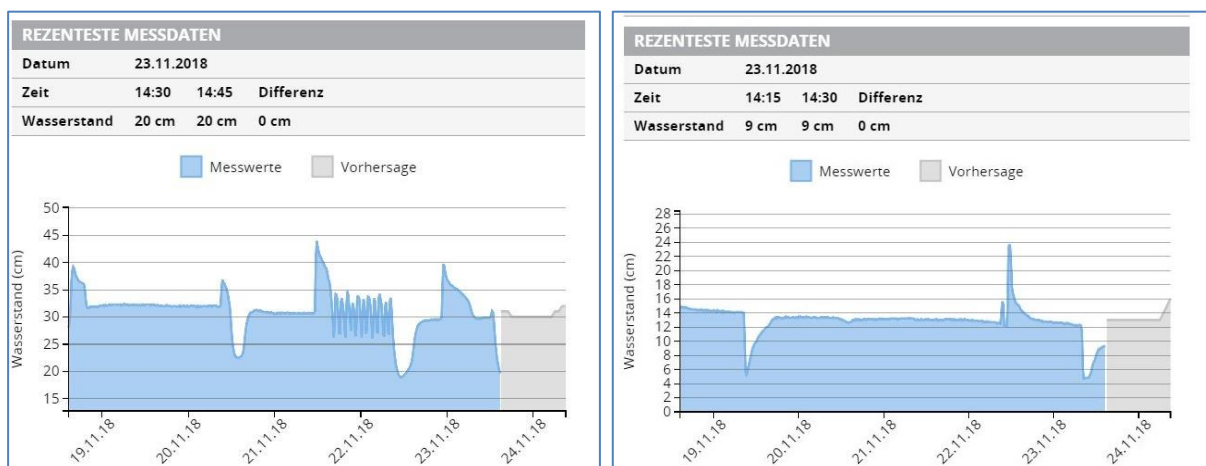 REZENTESTE MESSDATEN
Datum 23.11.2018
Zeit 14:30 14:45 Differenz
Wasserstand 20 cm 20 cm 0 cm
Messwerte Vorhersage
Wasserstand (cm)
50
45
40
35
30
25
20
15
19.11.18 20.11.18 21.11.18 22.11.18 23.11.18 24.11.18
REZENTESTE MESSDATEN
Datum 23.11.2018
Zeit 14:15 14:30 Differenz
Wasserstand 9 cm 9 cm 0 cm
Messwerte Vorhersage
Wasserstand (cm)
28
26
24
22
20
18
16
14
12
10
8
6
4
2
0
19.11.18 20.11.18 21.11.18 22.11.18 23.11.18 24.11.18